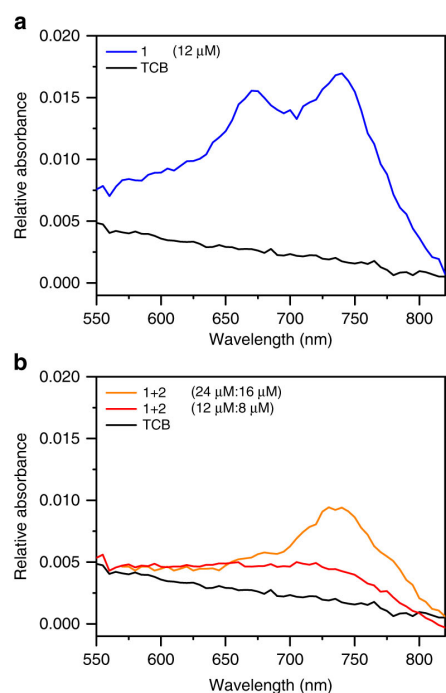 a
0.020
0.015
0.010
0.005
0.000
Relative absorbance
1 (12 µM)
TCB
550 600 650 700 750 800
Wavelength (nm)
b
0.020
0.015
0.010
0.005
0.000
Relative absorbance
1+2 (24 µM:16 µM)
1+2 (12 µM:8 µM)
TCB
550 600 650 700 750 800
Wavelength (nm)